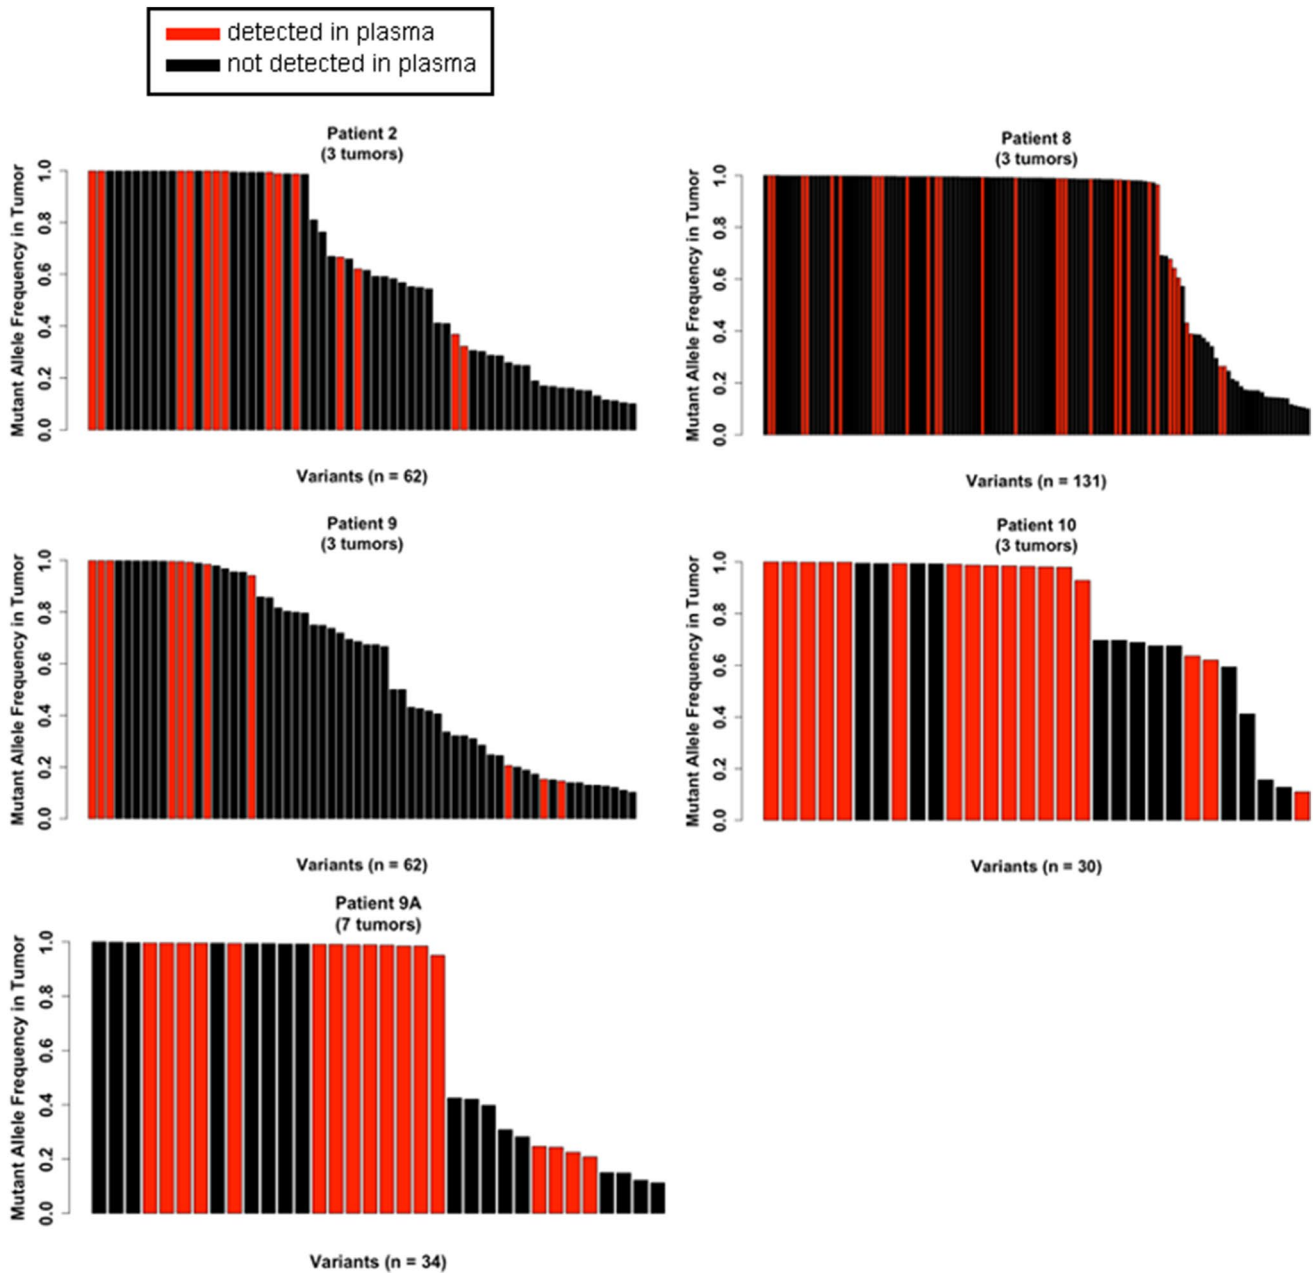 detected in plasma
not detected in plasma
Patient 2
(3 tumors)
Mutant Allele Frequency in Tumor
1.0
0.8
0.6
0.4
0.2
0.0
Variants (n = 62)
Patient 8
(3 tumors)
Mutant Allele Frequency in Tumor
1.0
0.8
0.6
0.4
0.2
0.0
Variants (n = 131)
Patient 9
(3 tumors)
Mutant Allele Frequency in Tumor
1.0
0.8
0.6
0.4
0.2
0.0
Variants (n = 62)
Patient 10
(3 tumors)
Mutant Allele Frequency in Tumor
1.0
0.8
0.6
0.4
0.2
0.0
Variants (n = 30)
Patient 9A
(7 tumors)
Mutant Allele Frequency in Tumor
1.0
0.8
0.6
0.4
0.2
0.0
Variants (n = 34)